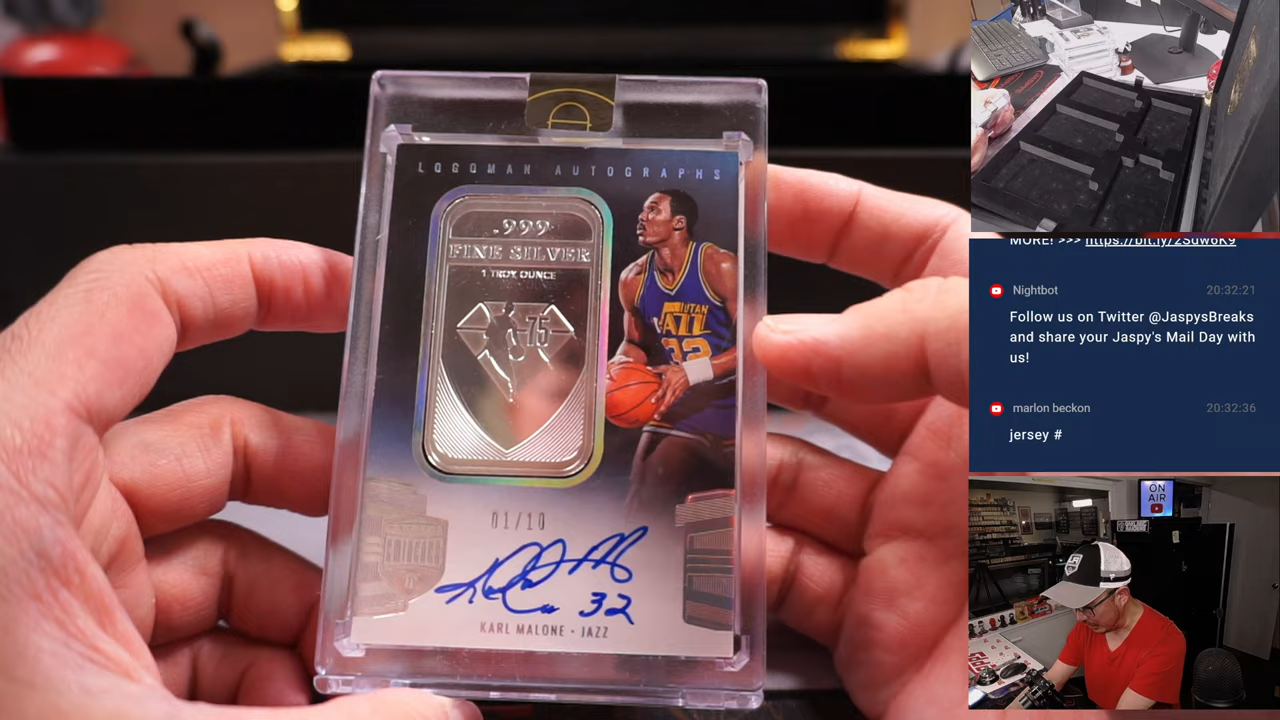 LOGOMAN AUTOGRAPHS
.999
FINE SILVER
1 TROY OUNCE
75
UTAH
JAZZ
32
01/10
32
KARL MALONE • JAZZ
MORE! >>> https://bit.ly/2Sdw6K9
Nightbot
20:32:21
Follow us on Twitter @JaspysBreaks
and share your Jaspy's Mail Day with
us!
marlon beckon
20:32:36
jersey #
ON
AIR